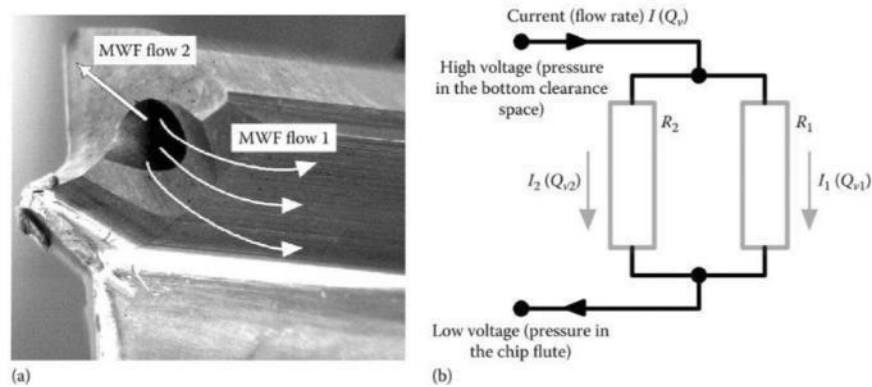 MWF flow 2
MWF flow 1
(a)
Current (flow rate) I (Qv)
High voltage (pressure
in the bottom clearance
space)
R2
R1
I2 (Qv2)
I1 (Qv1)
Low voltage (pressure in
the chip flute)
(b)